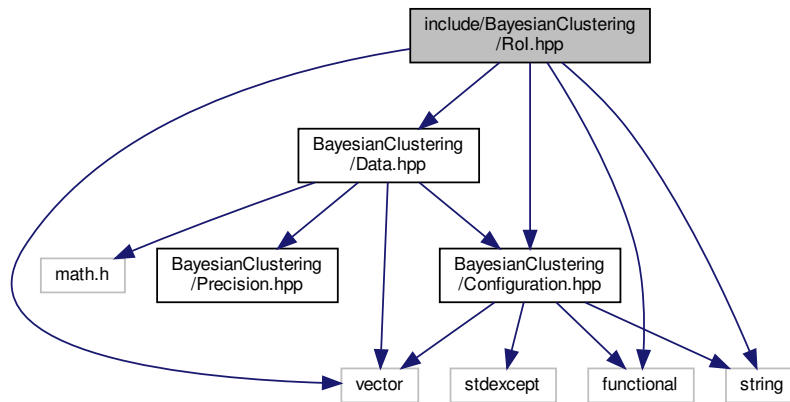 include/BayesianClustering
/RoI.hpp
BayesianClustering
/Data.hpp
math.h
BayesianClustering
/Precision.hpp
BayesianClustering
/Configuration.hpp
vector
stdexcept
functional
string